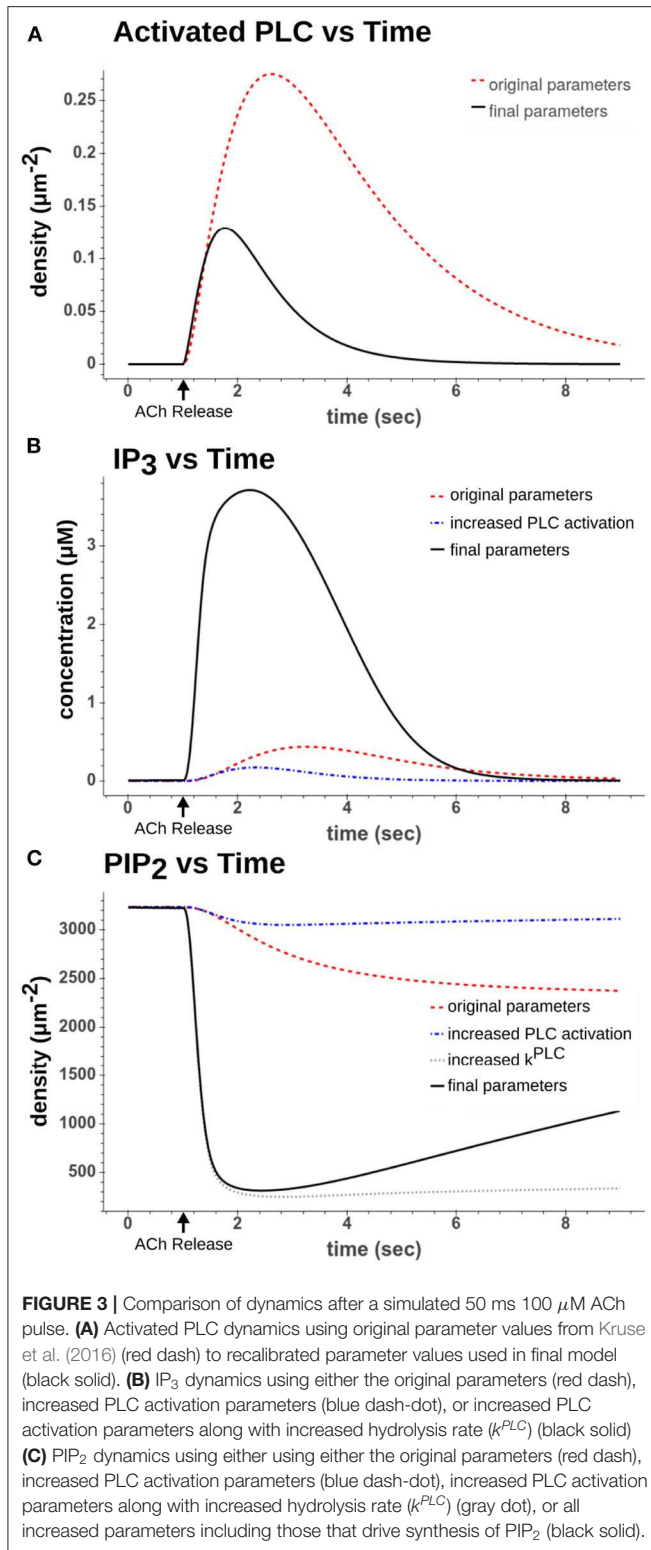 A
Activated PLC vs Time
original parameters
final parameters
density (μm⁻²)
0.25
0.2
0.15
0.1
0.05
0
0
2
4
6
8
ACh Release
time (sec)
B
IP₃ vs Time
original parameters
increased PLC activation
final parameters
concentration (μM)
3
2
1
0
0
2
4
6
8
ACh Release
time (sec)
C
PIP₂ vs Time
3000
2500
2000
1500
1000
500
density (μm⁻²)
original parameters
increased PLC activation
increased k^PLC
final parameters
0
2
4
6
8
ACh Release
time (sec)
FIGURE 3 | Comparison of dynamics after a simulated 50 ms 100 μM ACh
pulse. (A) Activated PLC dynamics using original parameter values from Kruse
et al. (2016) (red dash) to recalibrated parameter values used in final model
(black solid). (B) IP₃ dynamics using either the original parameters (red dash),
increased PLC activation parameters (blue dash-dot), or increased PLC
activation parameters along with increased hydrolysis rate (k^PLC) (black solid)
(C) PIP₂ dynamics using either using either the original parameters (red dash),
increased PLC activation parameters (blue dash-dot), increased PLC activation
parameters along with increased hydrolysis rate (k^PLC) (gray dot), or all
increased parameters including those that drive synthesis of PIP₂ (black solid).